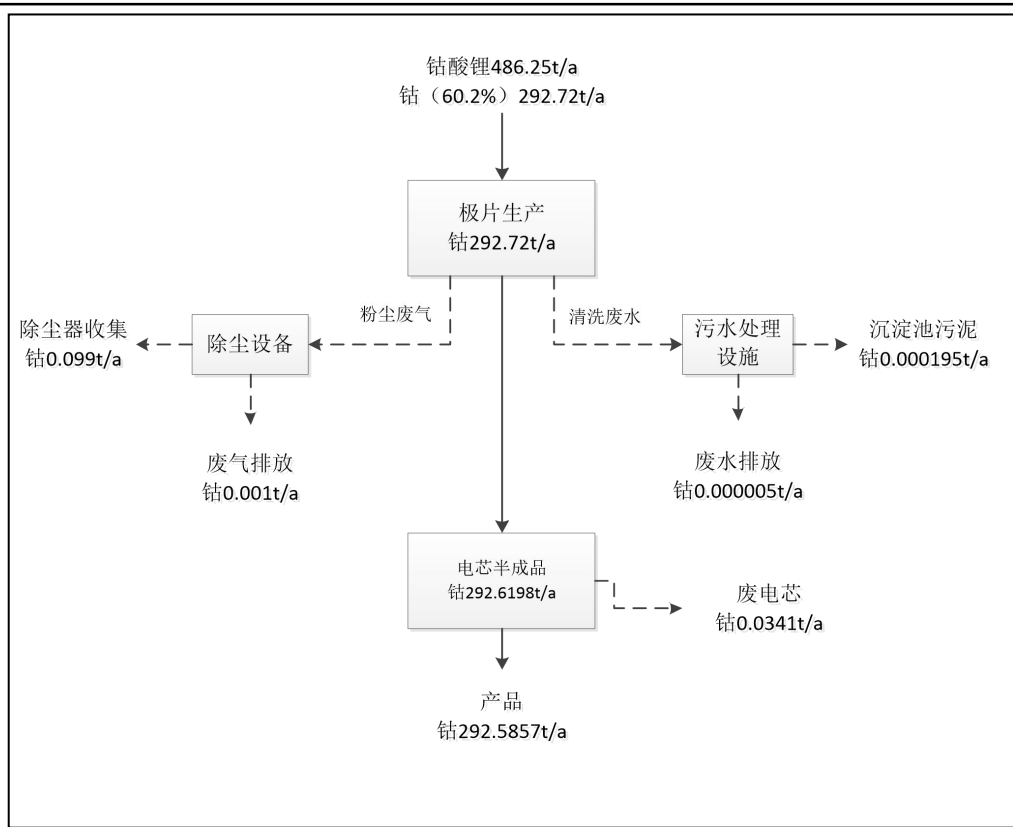 钴酸锂486.25t/a
钴（60.2%）292.72t/a
极片生产
钴292.72t/a
粉尘废气
清洗废水
除尘器收集
钴0.099t/a
除尘设备
污水处理
设施
沉淀池污泥
钴0.000195t/a
废气排放
钴0.001t/a
废水排放
钴0.000005t/a
电芯半成品
钴292.6198t/a
废电芯
钴0.0341t/a
产品
钴292.5857t/a